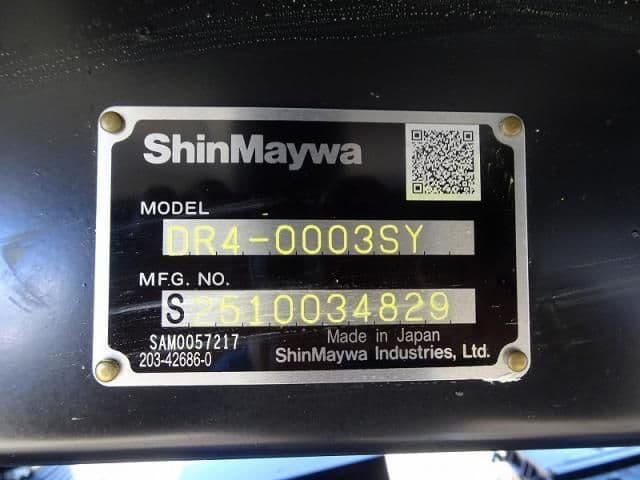 ShinMaywa
MODEL
DR4-0003SY
MFG. NO.
S2510034829
SAM0057217
203-42686-0
Made in Japan
ShinMaywa Industries, Ltd.